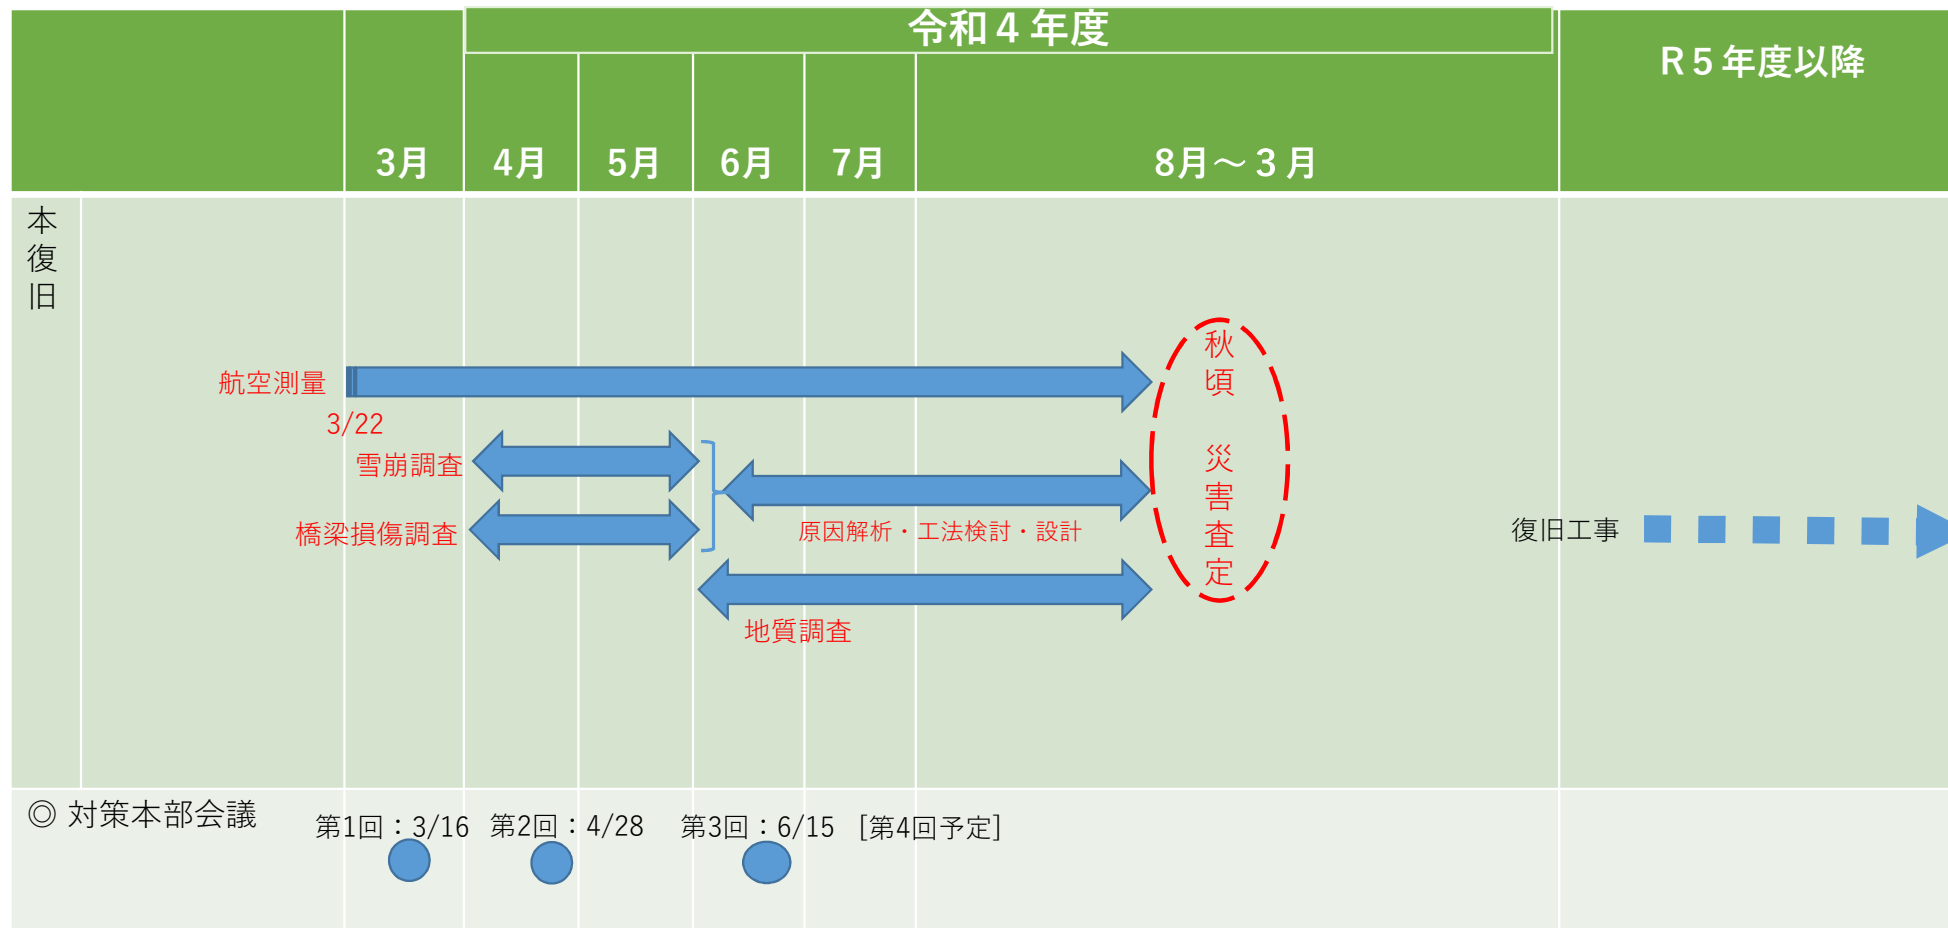 令和４年度
R５年度以降
3月
4月
5月
6月
7月
8月～３月
本復旧
航空測量
3/22
雪崩調査
橋梁損傷調査
原因解析・工法検討・設計
地質調査
秋頃　災害査定
復旧工事
◎ 対策本部会議
第1回：3/16
第2回：4/28
第3回：6/15
[第4回予定]